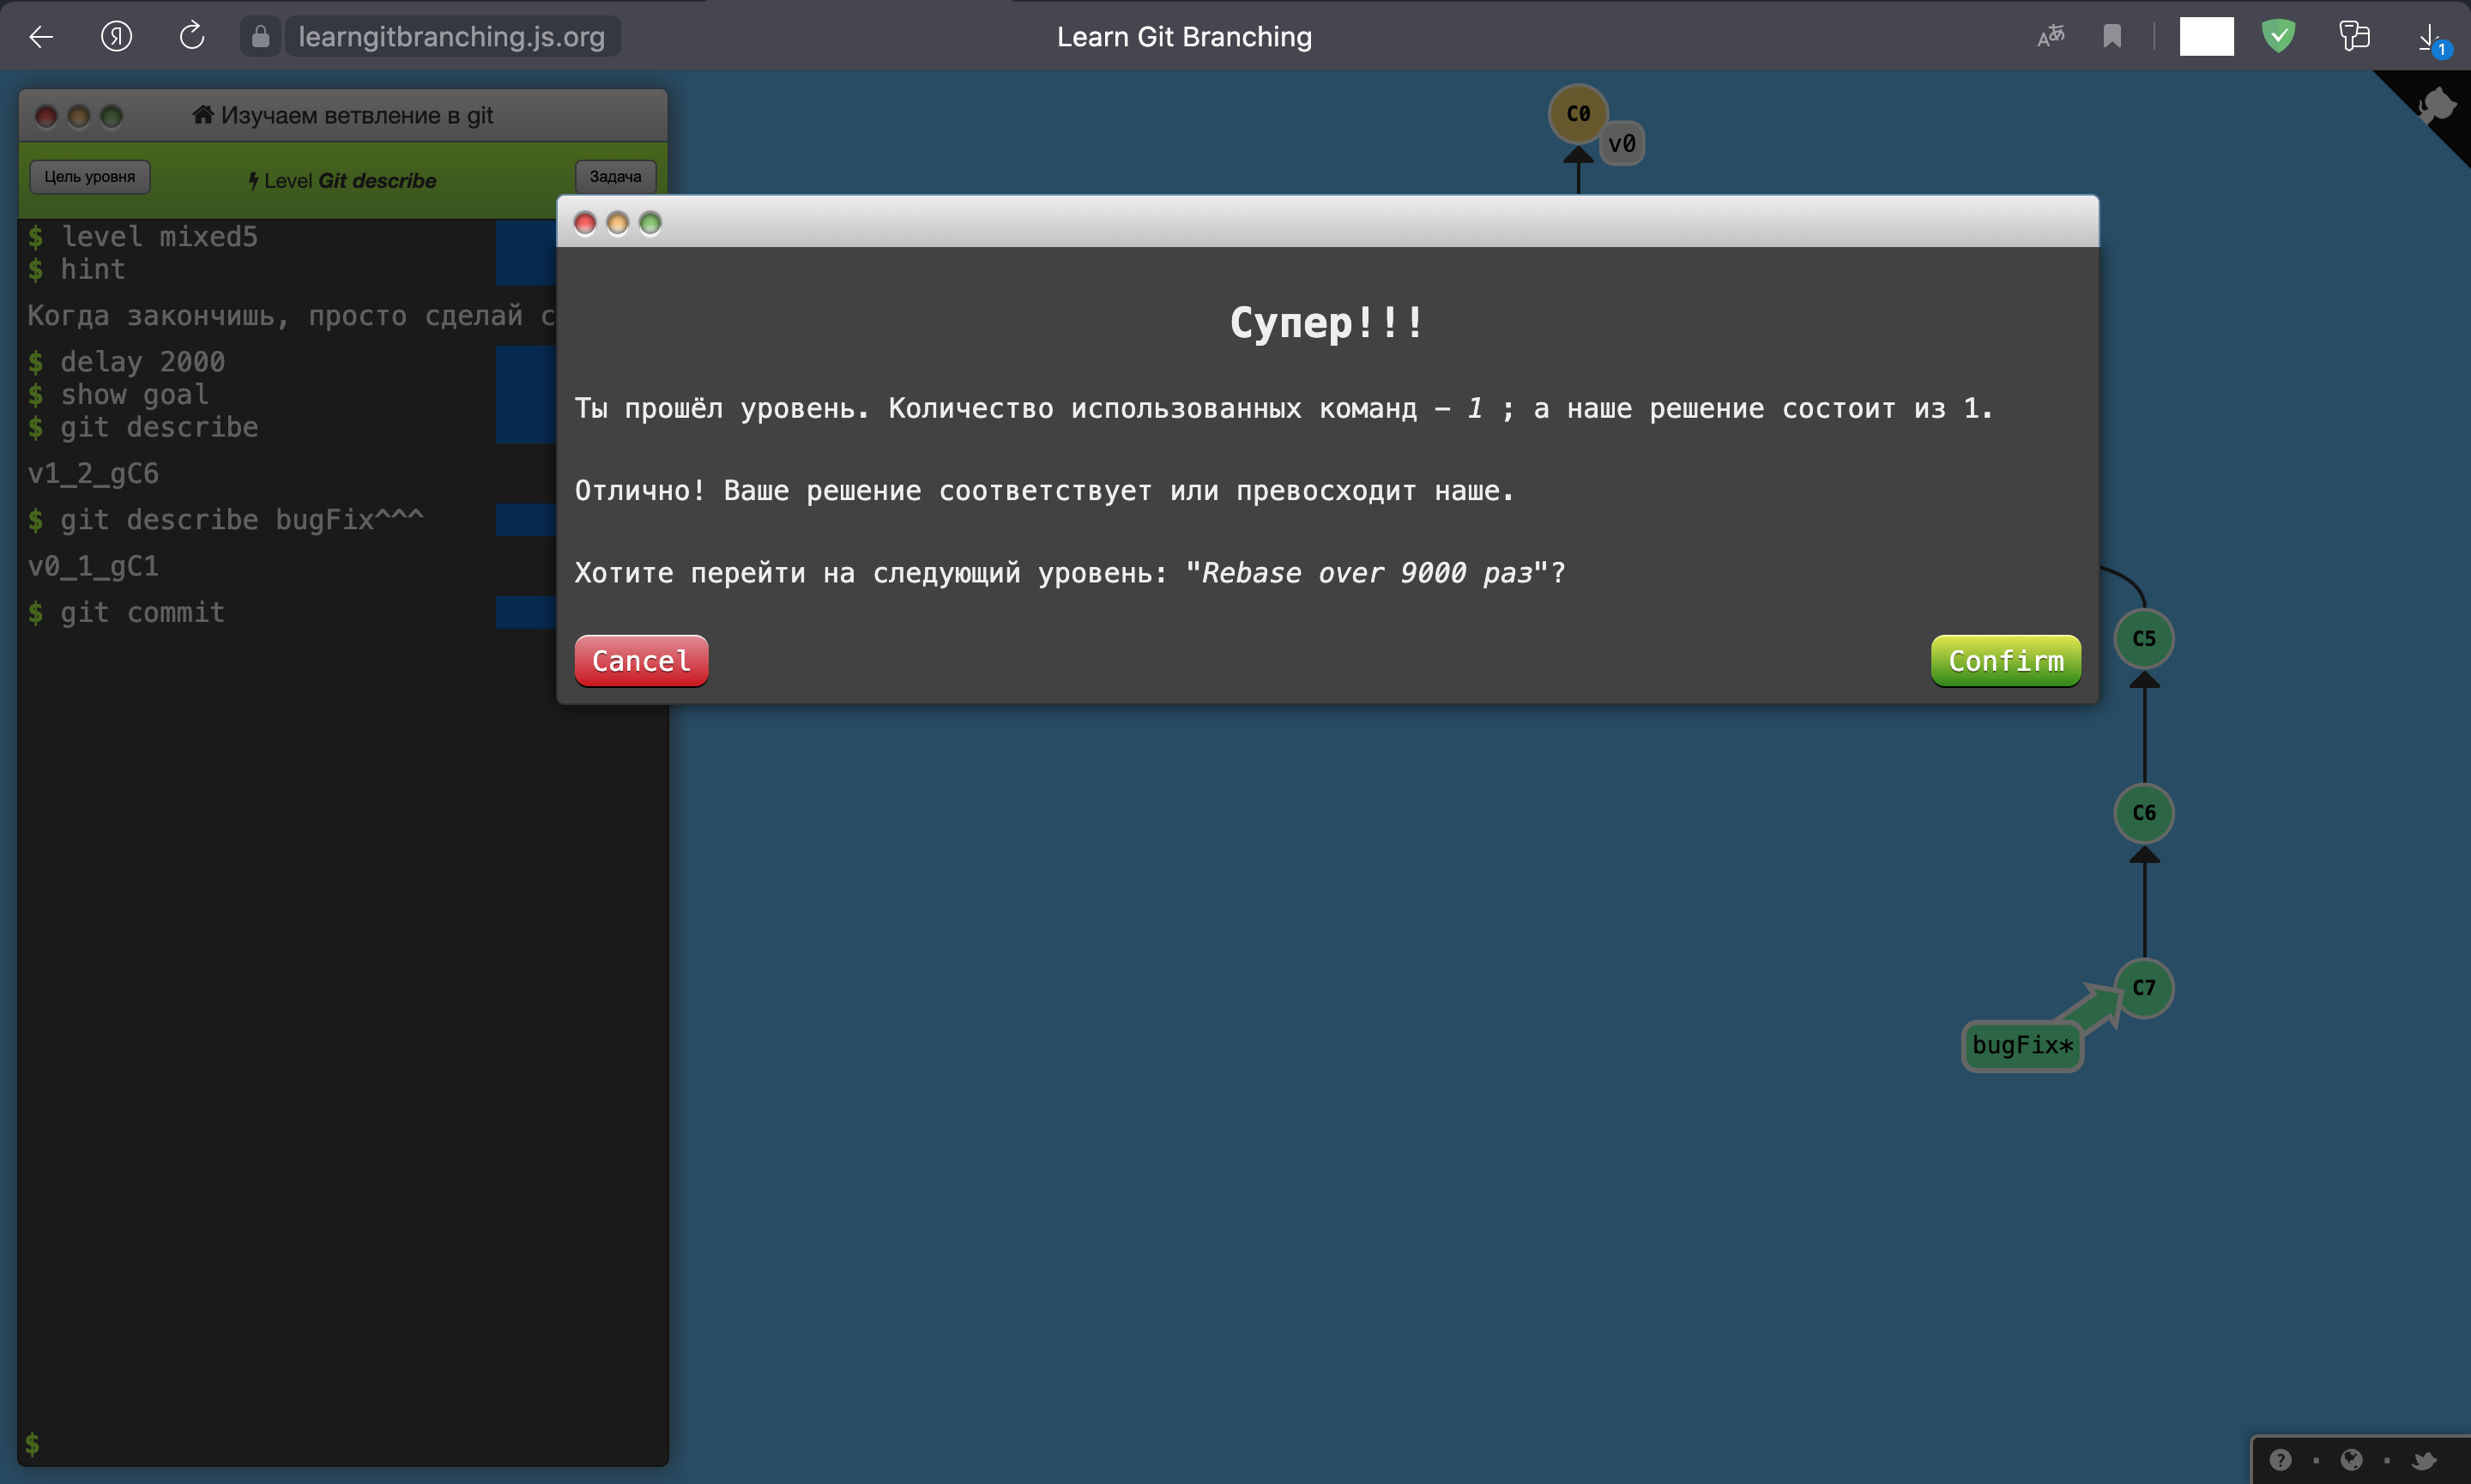 learngitbranching.js.org
Learn Git Branching
1
Изучаем ветвление в git
Цель уровня
Level Git describe
Задача
$ level mixed5
$ hint
Когда закончишь, просто сделай с
$ delay 2000
$ show goal
$ git describe
v1_2_gC6
$ git describe bugFix^^^
v0_1_gC1
$ git commit
$
C0
v0
Супер!!!
Ты прошёл уровень. Количество использованных команд – 1 ; а наше решение состоит из 1.
Отлично! Ваше решение соответствует или превосходит наше.
Хотите перейти на следующий уровень: "Rebase over 9000 раз"?
Cancel
Confirm
C5
C6
C7
bugFix*